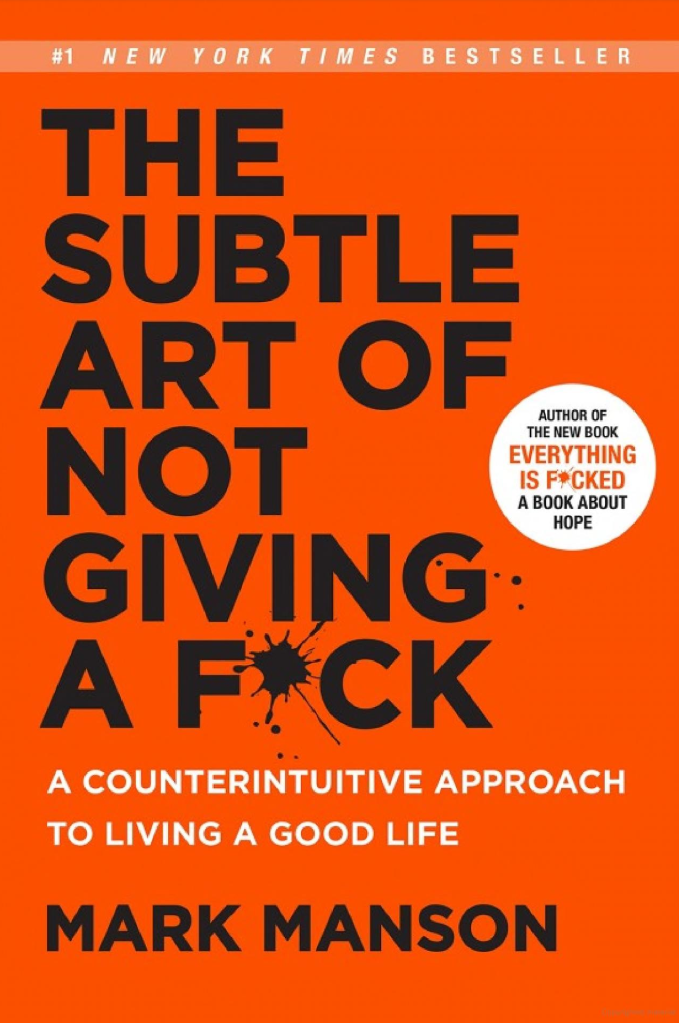 #1 NEW YORK TIMES BESTSELLER
THE
SUBTLE
ART OF
NOT
GIVING
A F*CK
AUTHOR OF
THE NEW BOOK
EVERYTHING
IS F*CKED
A BOOK ABOUT
HOPE
A COUNTERINTUITIVE APPROACH
TO LIVING A GOOD LIFE
MARK MANSON